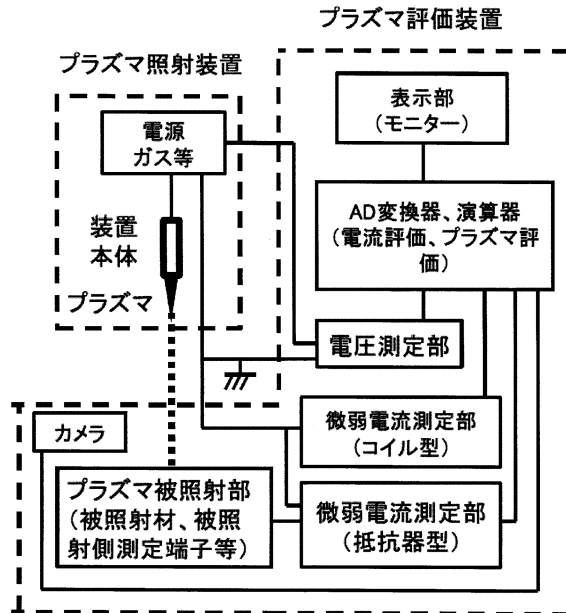 プラズマ評価装置
プラズマ照射装置
電源
ガス等
装置
本体
プラズマ
表示部
（モニター）
AD変換器、演算器
（電流評価、プラズマ評
価）
電圧測定部
カメラ
微弱電流測定部
（コイル型）
プラズマ被照射部
（被照射材、被照
射側測定端子等）
微弱電流測定部
（抵抗器型）